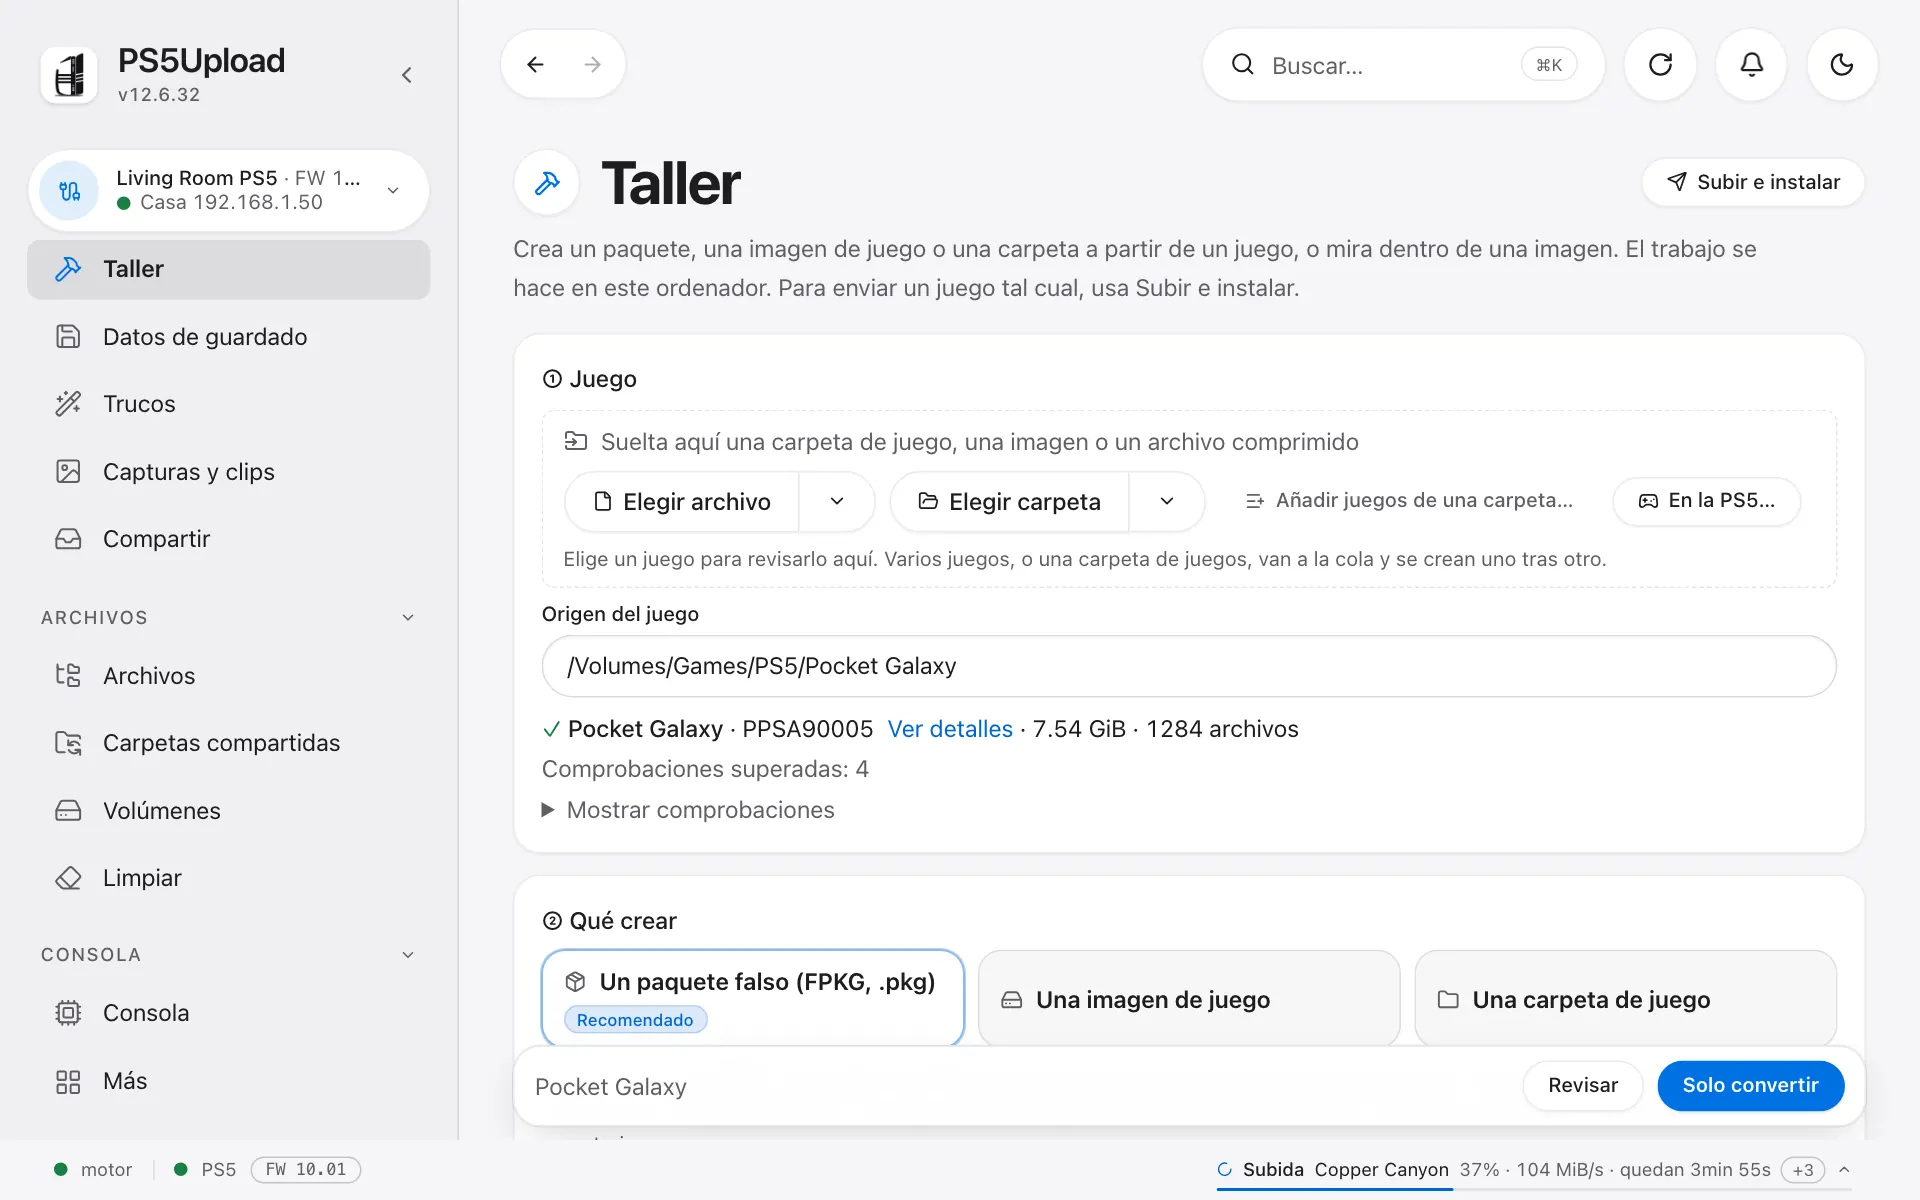 PS5Upload
v12.6.32
Living Room PS5 · FW 1...
Casa 192.168.1.50
Taller
Datos de guardado
Trucos
Capturas y clips
Compartir
ARCHIVOS
Archivos
Carpetas compartidas
Volúmenes
Limpiar
CONSOLA
Consola
Más
Buscar...
⌘K
Taller
Subir e instalar
Crea un paquete, una imagen de juego o una carpeta a partir de un juego, o mira dentro de una imagen. El trabajo se
hace en este ordenador. Para enviar un juego tal cual, usa Subir e instalar.
① Juego
Suelta aquí una carpeta de juego, una imagen o un archivo comprimido
Elegir archivo
Elegir carpeta
Añadir juegos de una carpeta...
En la PS5...
Elige un juego para revisarlo aquí. Varios juegos, o una carpeta de juegos, van a la cola y se crean uno tras otro.
Origen del juego
/Volumes/Games/PS5/Pocket Galaxy
Pocket Galaxy · PPSA90005 Ver detalles · 7.54 GiB · 1284 archivos
Comprobaciones superadas: 4
Mostrar comprobaciones
② Qué crear
Un paquete falso (FPKG, .pkg)
Recomendado
Una imagen de juego
Una carpeta de juego
Pocket Galaxy
Revisar
Solo convertir
motor
PS5
FW 10.01
Subida Copper Canyon 37% · 104 MiB/s · quedan 3min 55s
+3